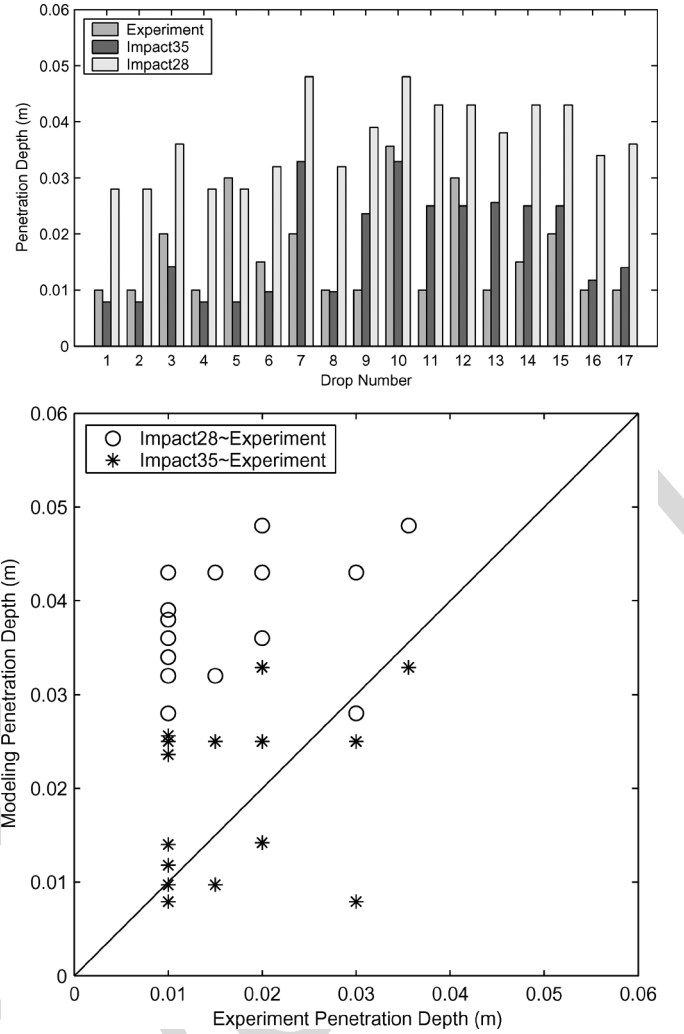 0.06
0.05
0.04
0.03
0.02
0.01
0
Penetration Depth (m)
Experiment
Impact35
Impact28
1 2 3 4 5 6 7 8 9 10 11 12 13 14 15 16 17
Drop Number
0.06
0.05
0.04
0.03
0.02
0.01
0
Modeling Penetration Depth (m)
Impact28~Experiment
Impact35~Experiment
0 0.01 0.02 0.03 0.04 0.05 0.06
Experiment Penetration Depth (m)